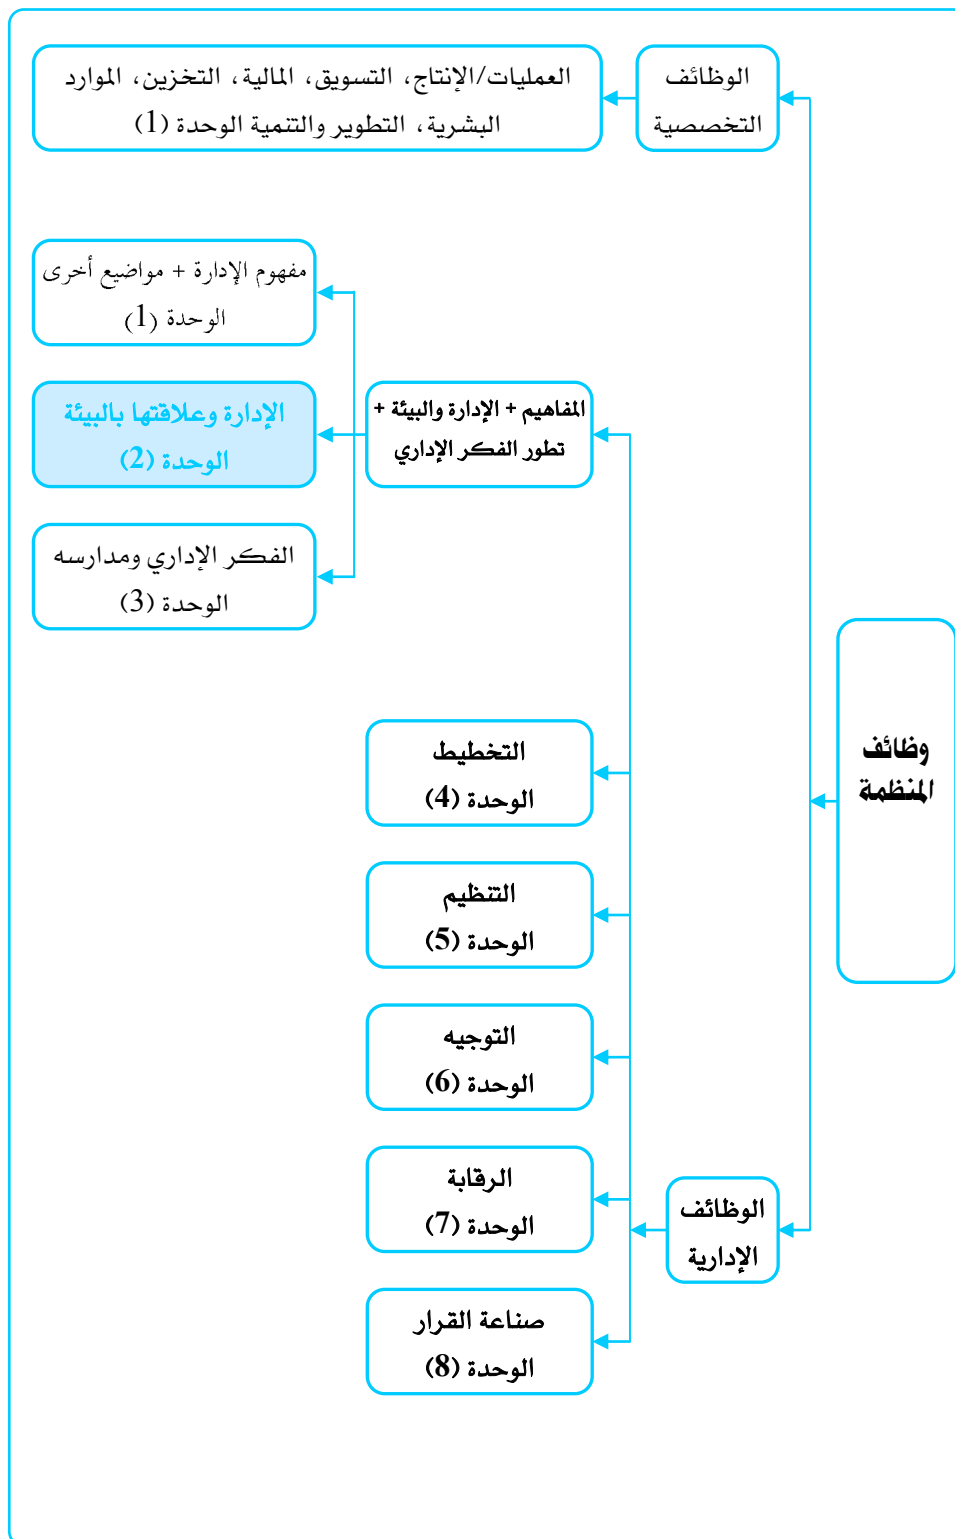 الوظائف
التخصصية
العمليات/الإنتاج، التسويق، المالية، التخزين، الموارد
البشرية، التطوير والتنمية الوحدة (1)
مفهوم الإدارة + مواضيع أخرى
الوحدة (1)
المفاهيم + الإدارة والبيئة +
تطور الفكر الإداري
الإدارة وعلاقتها بالبيئة
الوحدة (2)
الفكر الإداري ومدارسه
الوحدة (3)
وظائف
المنظمة
التخطيط
الوحدة (4)
التنظيم
الوحدة (5)
التوجيه
الوحدة (6)
الرقابة
الوحدة (7)
الوظائف
الإدارية
صناعة القرار
الوحدة (8)